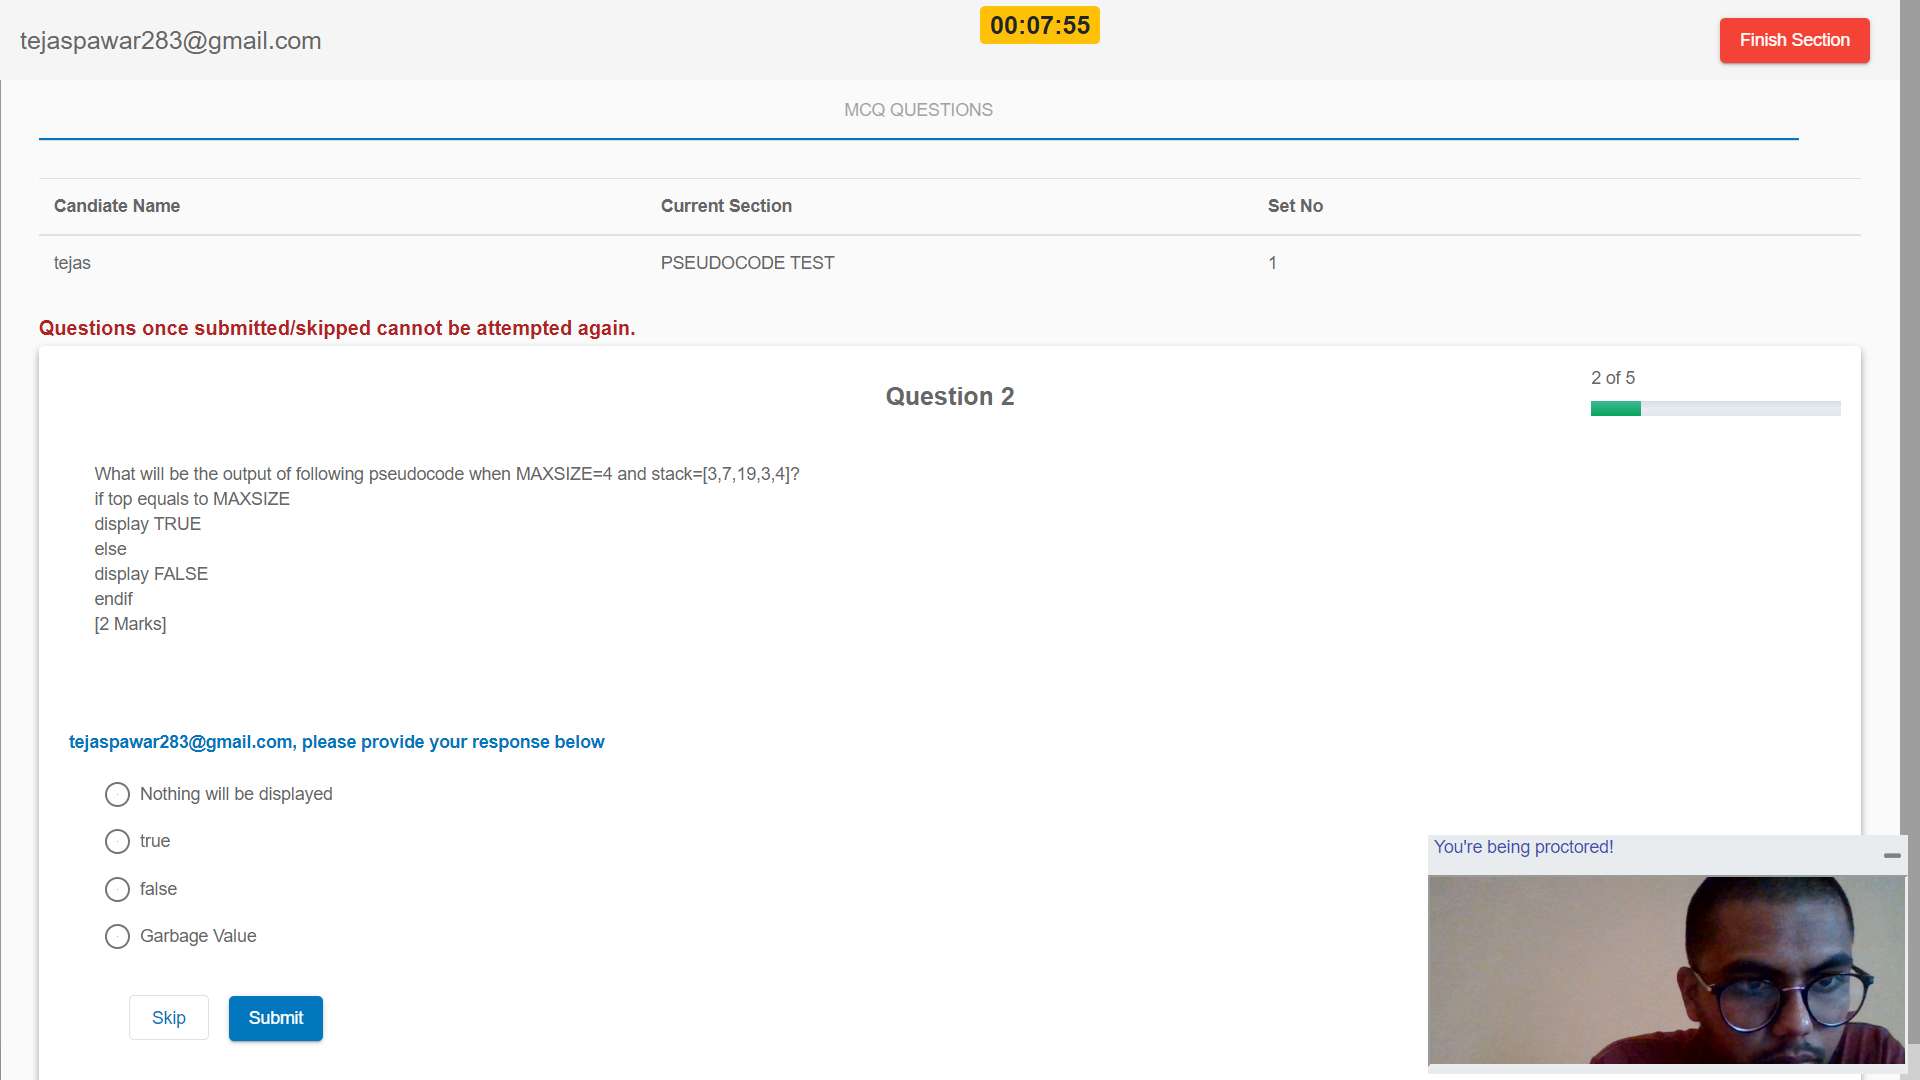 tejaspawar283@gmail.com
00:07:55
Finish Section
MCQ QUESTIONS
Candiate Name Current Section Set No
tejas PSEUDOCODE TEST 1
Questions once submitted/skipped cannot be attempted again.
Question 2
2 of 5
What will be the output of following pseudocode when MAXSIZE=4 and stack=[3,7,19,3,4]?
if top equals to MAXSIZE
display TRUE
else
display FALSE
endif
[2 Marks]
tejaspawar283@gmail.com, please provide your response below
Nothing will be displayed
true
false
Garbage Value
Skip Submit
You're being proctored!